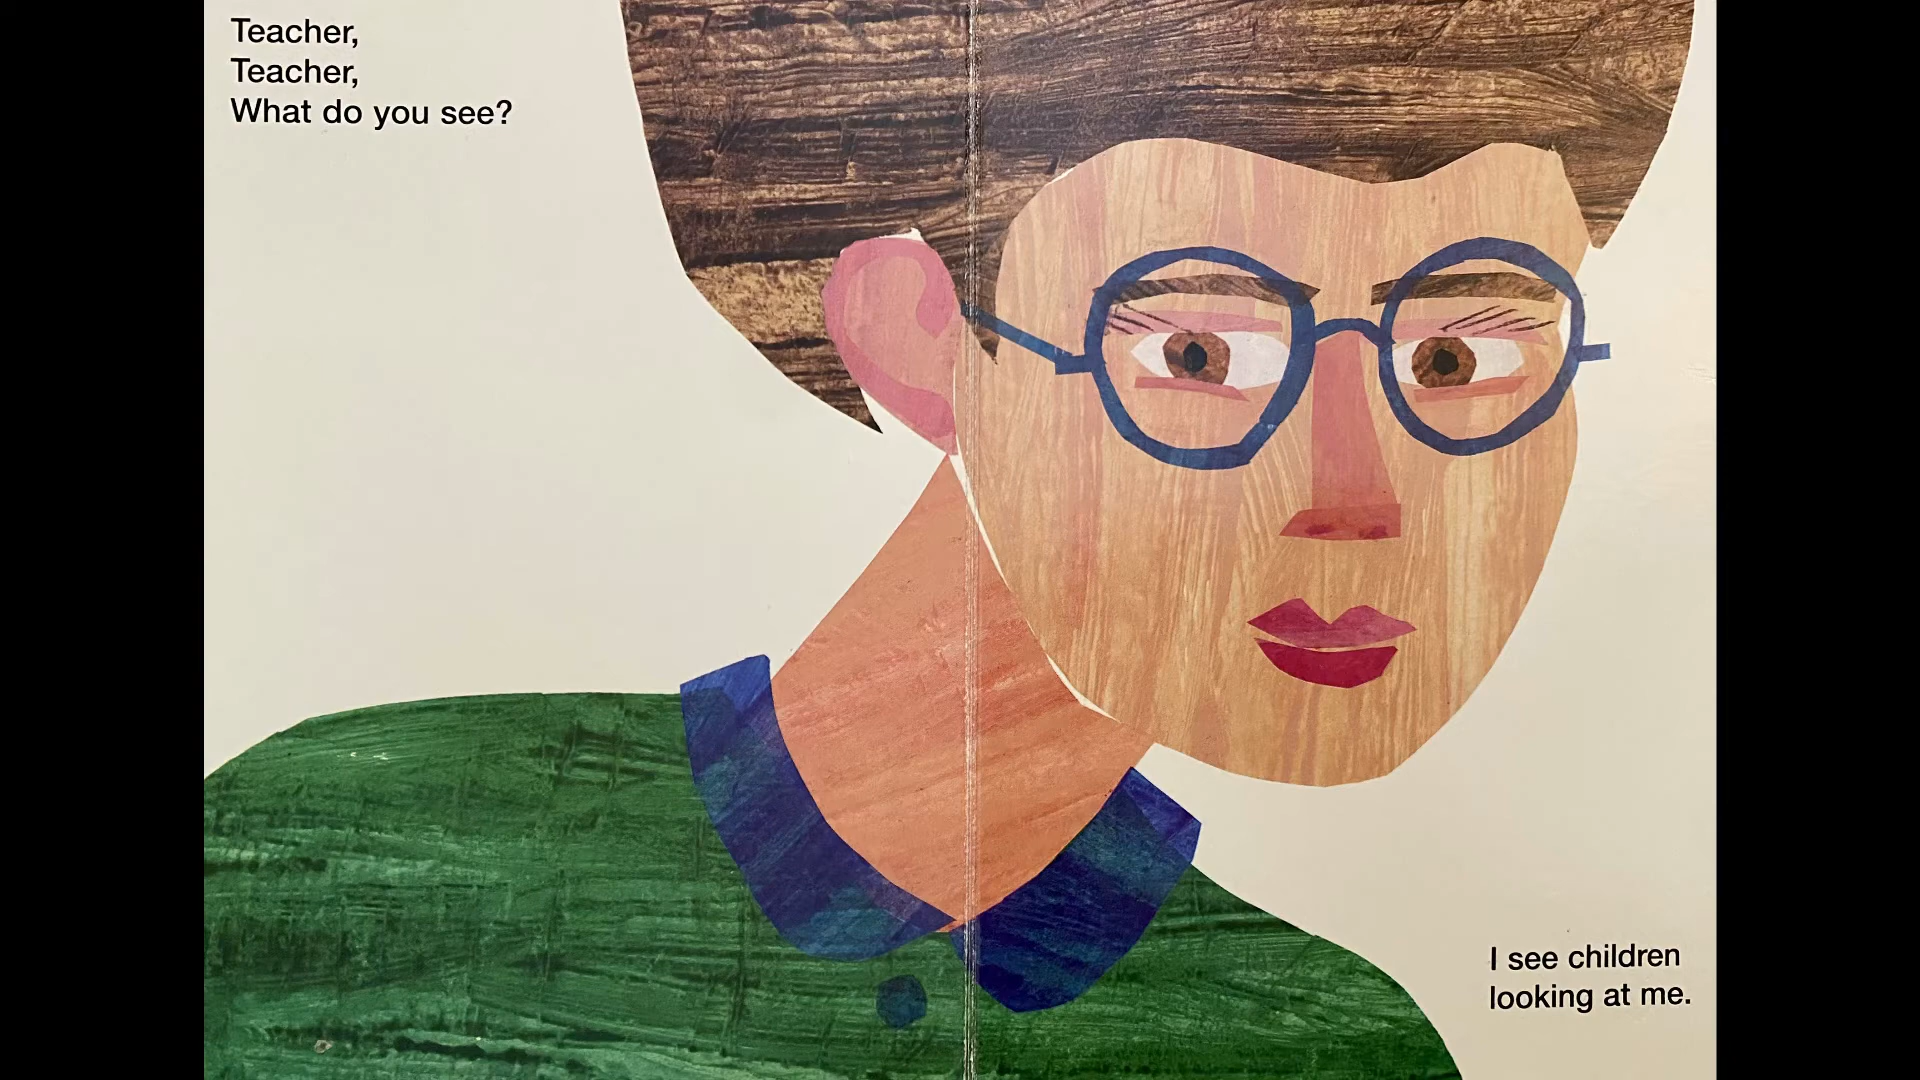 Teacher,
Teacher,
What do you see?
I see children
looking at me.